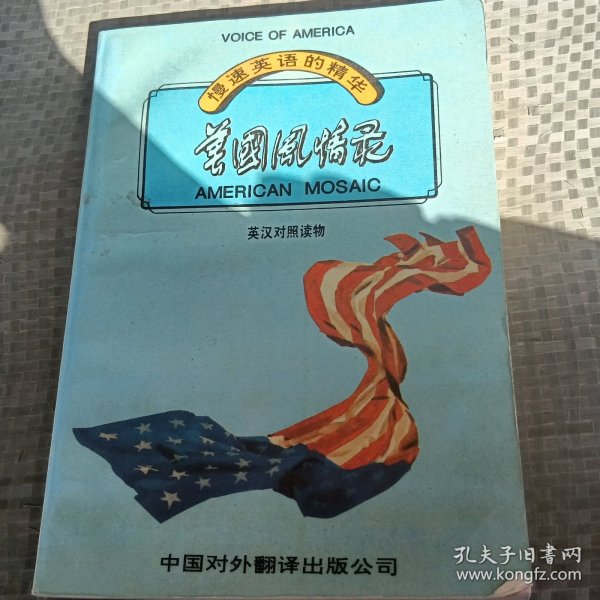 VOICE OF AMERICA
慢速英语的精华
美國風情录
AMERICAN MOSAIC
英汉对照读物
中国对外翻译出版公司
孔夫子旧书网
www.kongfz.com